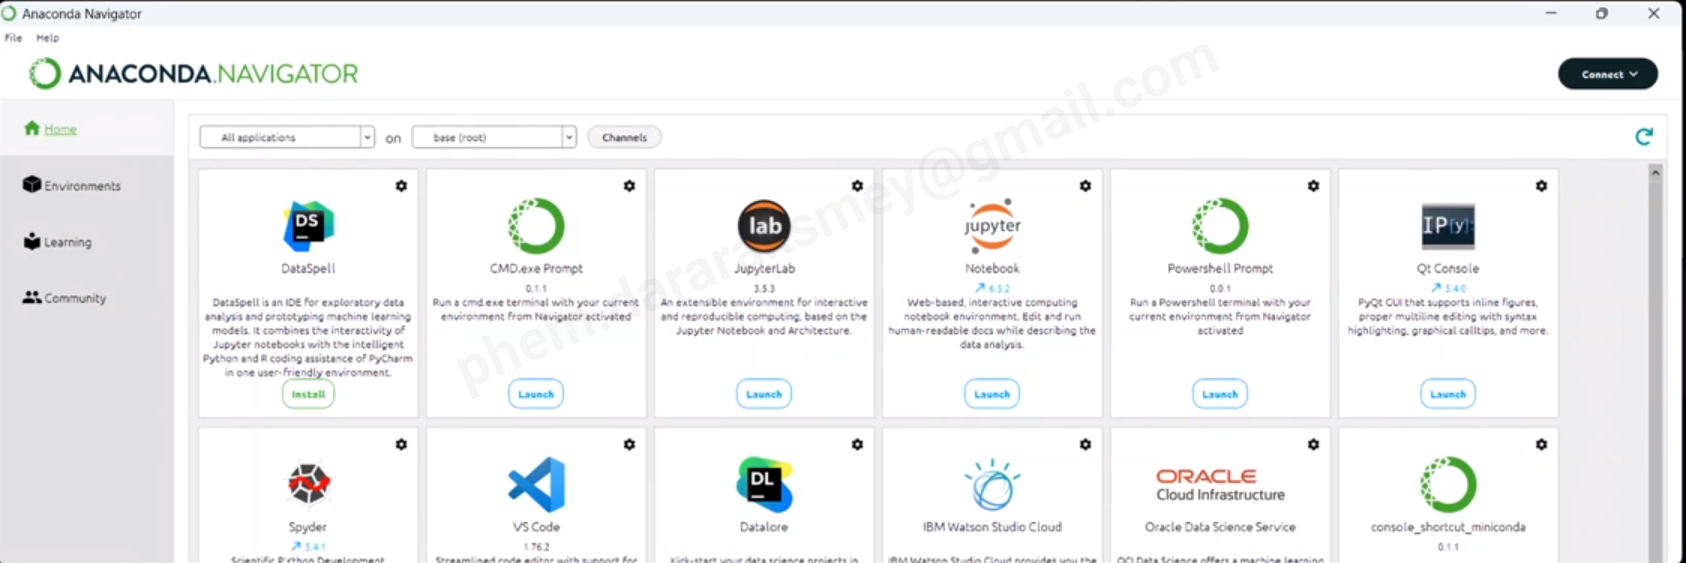 Anaconda Navigator
File Help
ANACONDA.NAVIGATOR
Connect
Home
All applications on base (root) Channels
Environments
Learning
Community
DS
DataSpell
DataSpell is an IDE for exploratory data
analysis and prototyping machine learning
models. It combines the interactivity of
Jupyter notebooks with the intelligent
Python and R coding assistance of PyCharm
in one user-friendly environment.
Install
CMD.exe Prompt
0.1.1
Run a cmd.exe terminal with your current
environment from Navigator activated
Launch
lab
JupyterLab
3.5.3
An extensible environment for interactive
and reproducible computing, based on the
Jupyter Notebook and Architecture.
Launch
jupyter
Notebook
6.5.2
Web-based, interactive computing
notebook environment. Edit and run
human-readable docs while describing the
data analysis.
Launch
Powershell Prompt
0.0.1
Run a Powershell terminal with your
current environment from Navigator
activated
Launch
IP[y]:
Qt Console
5.4.0
PyQt GUI that supports inline figures,
proper multiline editing with syntax
highlighting, graphical calltips, and more.
Launch
Spyder
5.4.1
Scientific Python Development
VS Code
1.76.2
Streamlined code editor with support for
DL
Datalore
Kick-start your data science projects in
IBM Watson Studio Cloud
IBM Watson Studio Cloud provides you the
ORACLE
Cloud Infrastructure
Oracle Data Science Service
OCI Data Science offers a machine learning
console_shortcut_miniconda
0.1.1